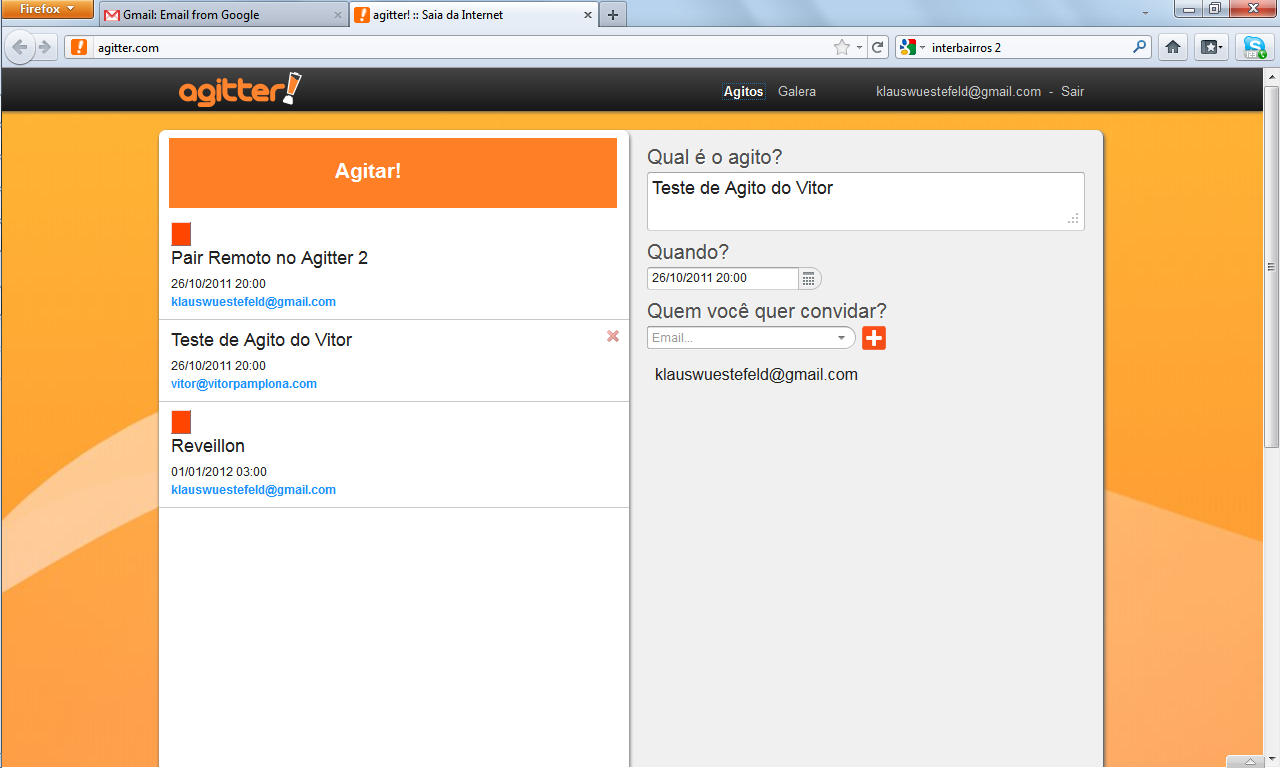 Firefox
Gmail: Email from Google
agitter! :: Saia da Internet
agitter.com
interbairros 2
agitter!
Agitos
Galera
klauswuestefeld@gmail.com - Sair
Agitar!
Pair Remoto no Agitter 2
26/10/2011 20:00
klauswuestefeld@gmail.com
Teste de Agito do Vitor
26/10/2011 20:00
vitor@vitorpamplona.com
Reveillon
01/01/2012 03:00
klauswuestefeld@gmail.com
Qual é o agito?
Teste de Agito do Vitor
Quando?
26/10/2011 20:00
Quem você quer convidar?
Email...
klauswuestefeld@gmail.com